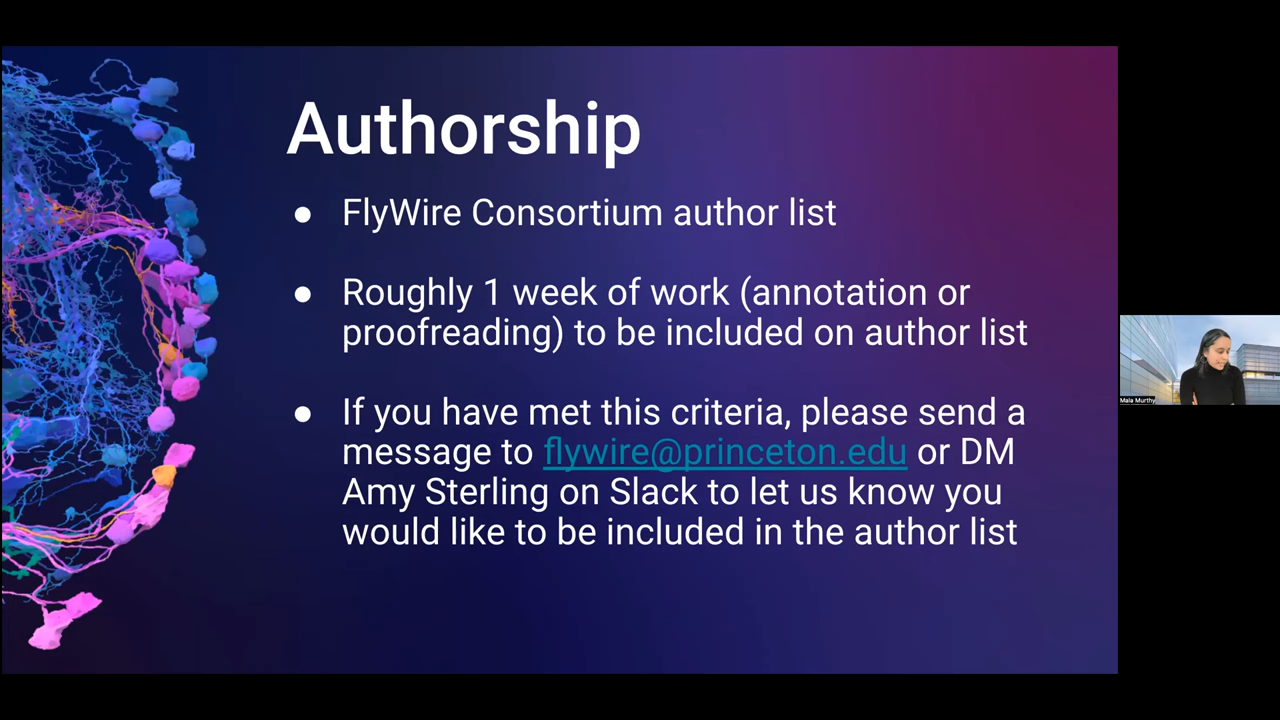 Authorship
● FlyWire Consortium author list
● Roughly 1 week of work (annotation or
proofreading) to be included on author list
● If you have met this criteria, please send a
message to flywire@princeton.edu or DM
Amy Sterling on Slack to let us know you
would like to be included in the author list
Mala Murthy